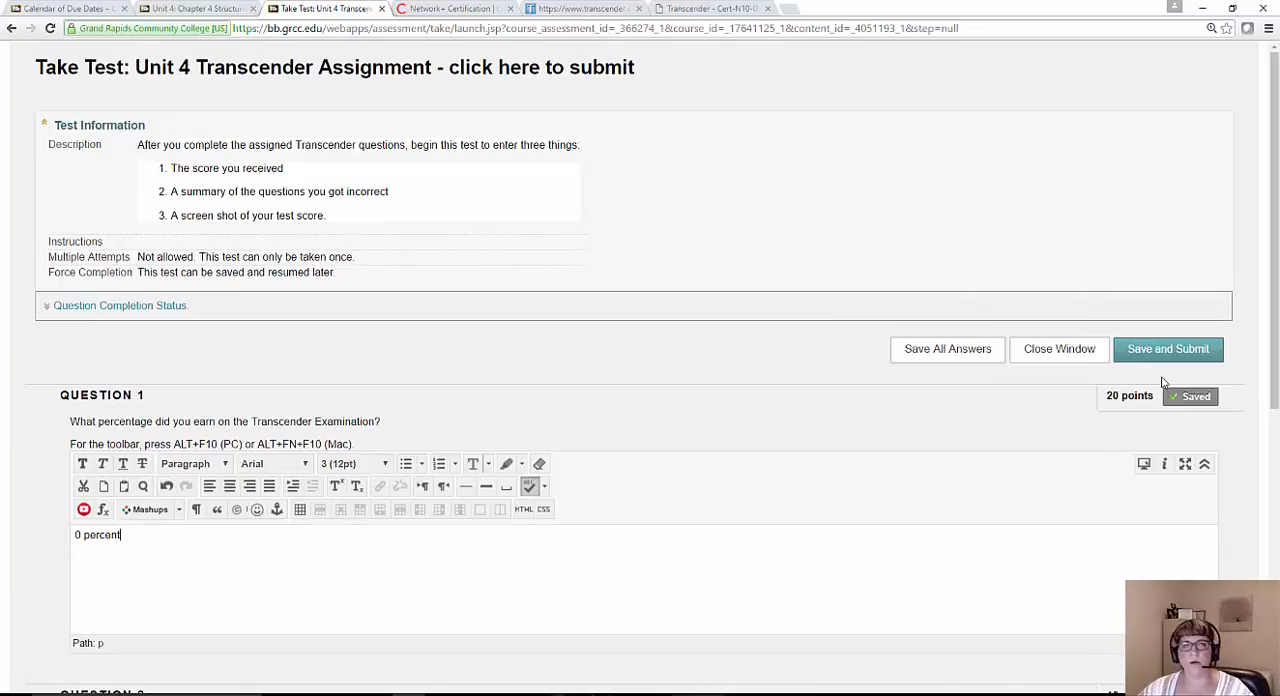 Calendar of Due Dates – C
Unit 4: Chapter 4 Structur
Take Test: Unit 4 Transcen
Network+ Certification | C
https://www.transcender
Transcender - Cert-N10-0
Grand Rapids Community College [US]
https://bb.grcc.edu/webapps/assessment/take/launch.jsp?course_assessment_id=_366274_1&course_id=_17641125_1&content_id=_4051193_1&step=null
Take Test: Unit 4 Transcender Assignment - click here to submit
Test Information
Description
After you complete the assigned Transcender questions, begin this test to enter three things:
1. The score you received
2. A summary of the questions you got incorrect
3. A screen shot of your test score.
Instructions
Multiple Attempts Not allowed. This test can only be taken once.
Force Completion This test can be saved and resumed later.
Question Completion Status:
Save All Answers
Close Window
Save and Submit
QUESTION 1
20 points
Saved
What percentage did you earn on the Transcender Examination?
For the toolbar, press ALT+F10 (PC) or ALT+FN+F10 (Mac).
Paragraph
Arial
3 (12pt)
Mashups
HTML CSS
0 percent
Path: p